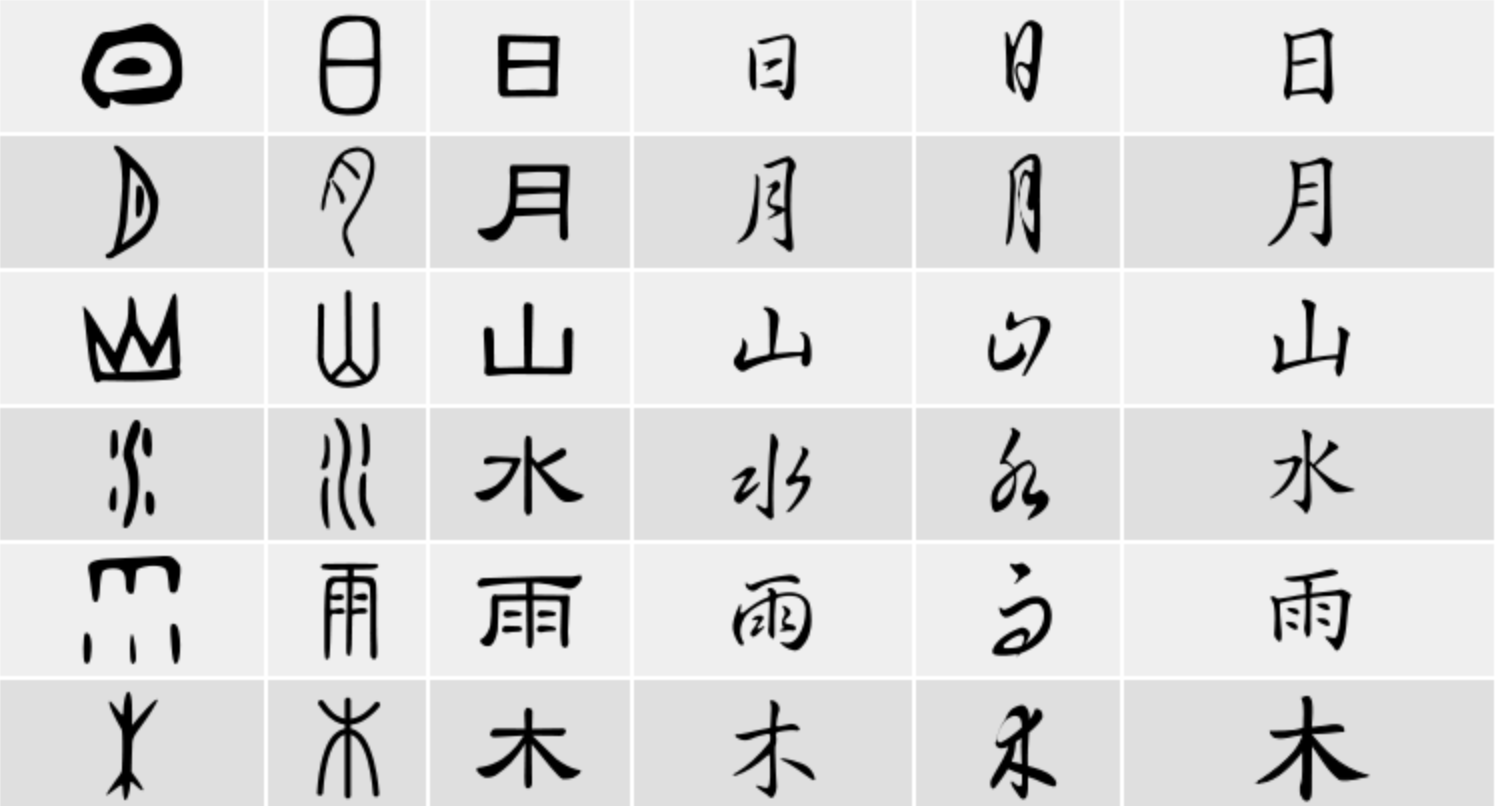 日 日 日 日 日 日
月 月 月 月 月 月
山 山 山 山 山 山
水 水 水 水 水 水
雨 雨 雨 雨 雨 雨
木 木 木 木 木 木